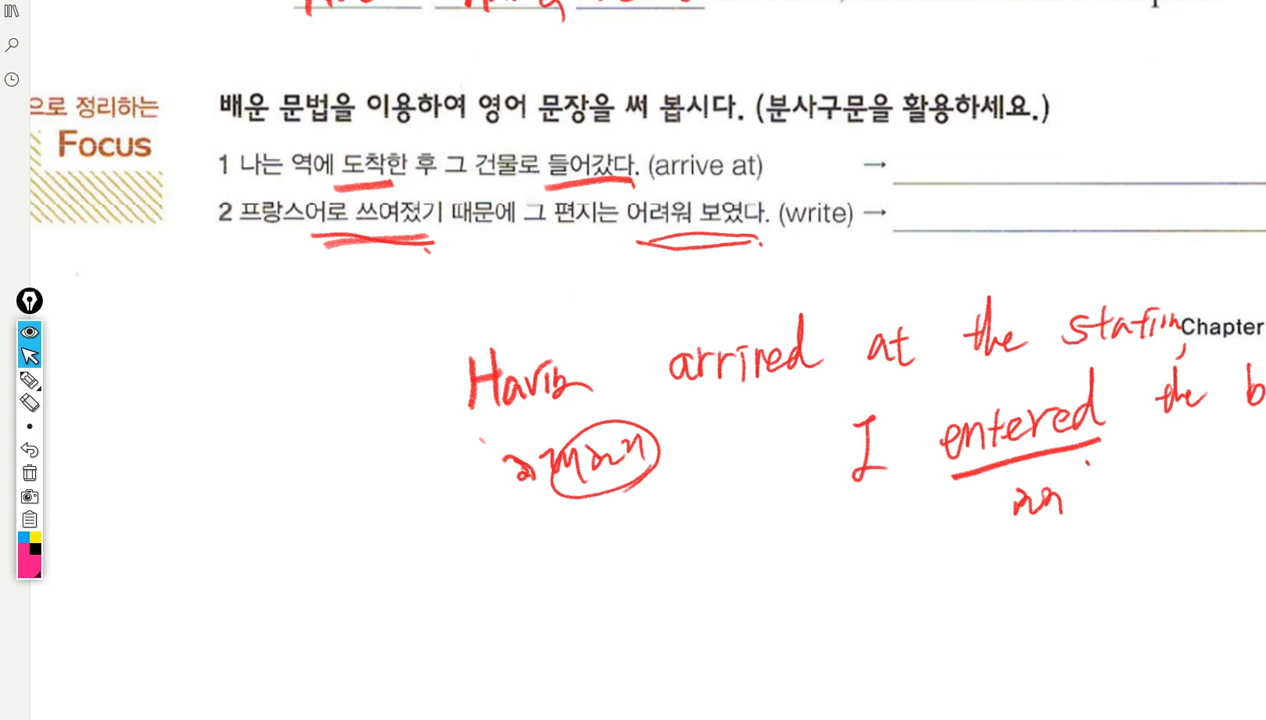 으로 정리하는
Focus
배운 문법을 이용하여 영어 문장을 써 봅시다. (분사구문을 활용하세요.)
1 나는 역에 도착한 후 그 건물로 들어갔다. (arrive at) →
2 프랑스어로 쓰여졌기 때문에 그 편지는 어려워 보였다. (write) →
Chapter
Having arrived at the station,
I entered the b